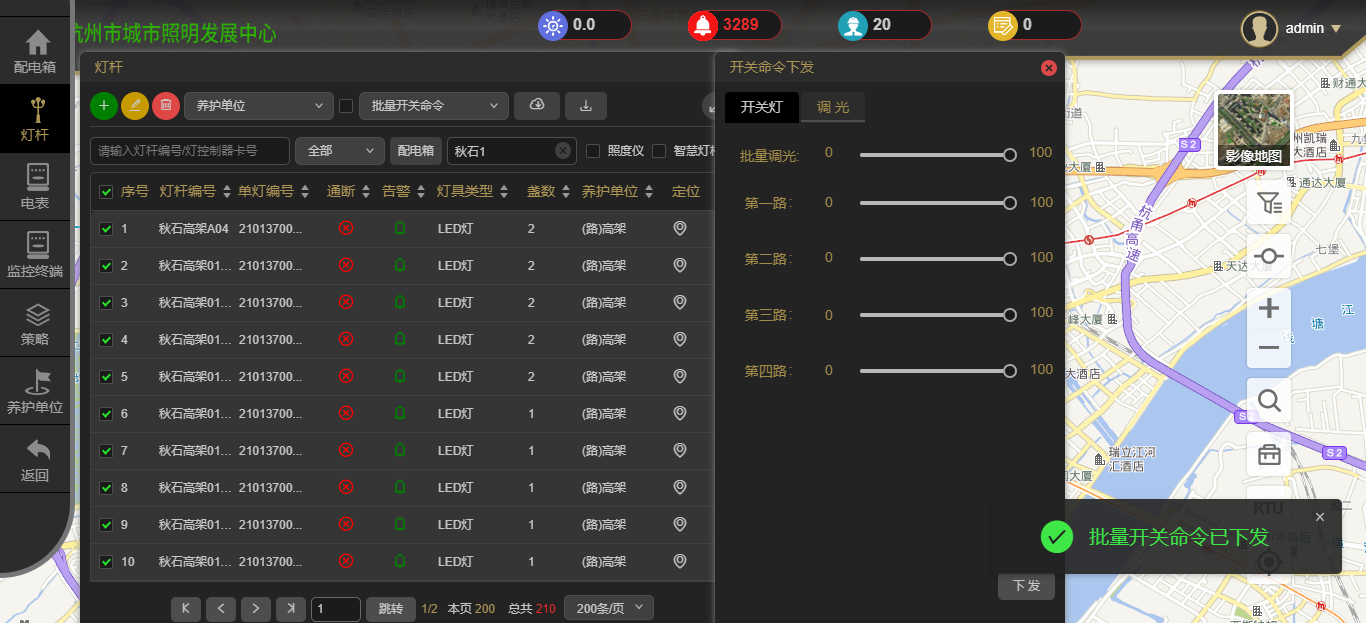 杭州市城市照明发展中心
0.0
3289
20
0
admin
配电箱
灯杆
电表
监控终端
策略
养护单位
返回
灯杆
养护单位
批量开关命令
请输入灯杆编号/灯控制器卡号
全部
配电箱
秋石1
照度仪
智慧灯杆
序号 灯杆编号 单灯编号 通断 告警 灯具类型 盏数 养护单位 定位
1 秋石高架A04 21013700... LED灯 2 (路)高架
2 秋石高架01... 21013700... LED灯 2 (路)高架
3 秋石高架01... 21013700... LED灯 2 (路)高架
4 秋石高架01... 21013700... LED灯 2 (路)高架
5 秋石高架01... 21013700... LED灯 2 (路)高架
6 秋石高架01... 21013700... LED灯 1 (路)高架
7 秋石高架01... 21013700... LED灯 1 (路)高架
8 秋石高架01... 21013700... LED灯 1 (路)高架
9 秋石高架01... 21013700... LED灯 1 (路)高架
10 秋石高架01... 21013700... LED灯 1 (路)高架
1 跳转 1/2 本页 200 总共 210 200条/页
开关命令下发
开关灯 调光
批量调光: 0 100
第一路: 0 100
第二路: 0 100
第三路: 0 100
第四路: 0 100
下发
批量开关命令已下发
影像地图
RTU
S2
杭甬高速
通达大厦
七堡
天达
峰大厦
大酒店
瑞立江河
汇酒店
塘
江
S2
S2